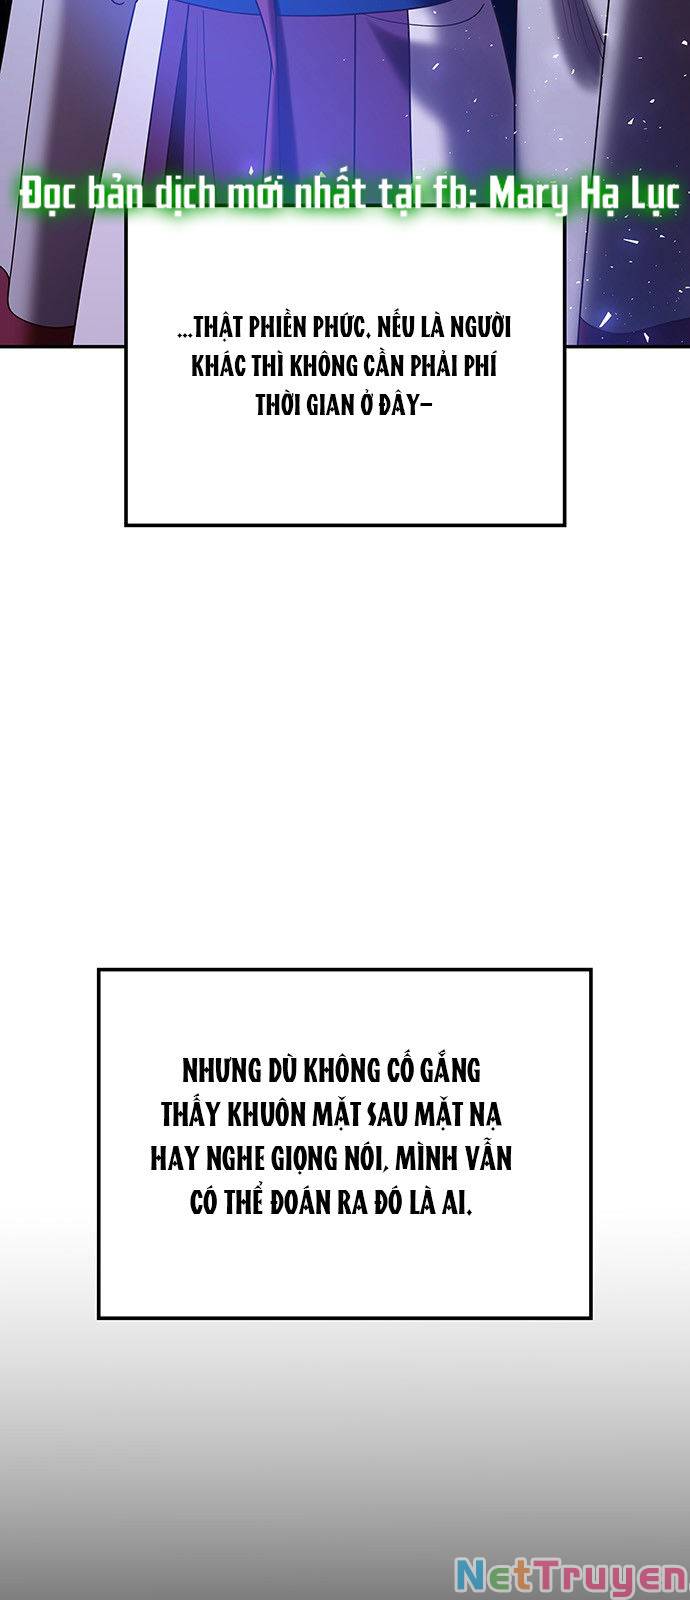 Đọc bản dịch mới nhất tại fb: Mary Hạ Lục
...THẬT PHIỀN PHỨC. NẾU LÀ NGƯỜI
KHÁC THÌ KHÔNG CẦN PHẢI PHÍ
THỜI GIAN Ở ĐÂY-
NHƯNG DÙ KHÔNG CỐ GẮNG
THẤY KHUÔN MẶT SAU MẶT NẠ
HAY NGHE GIỌNG NÓI, MÌNH VẪN
CÓ THỂ ĐOÁN RA ĐÓ LÀ AI.
NetTruyen